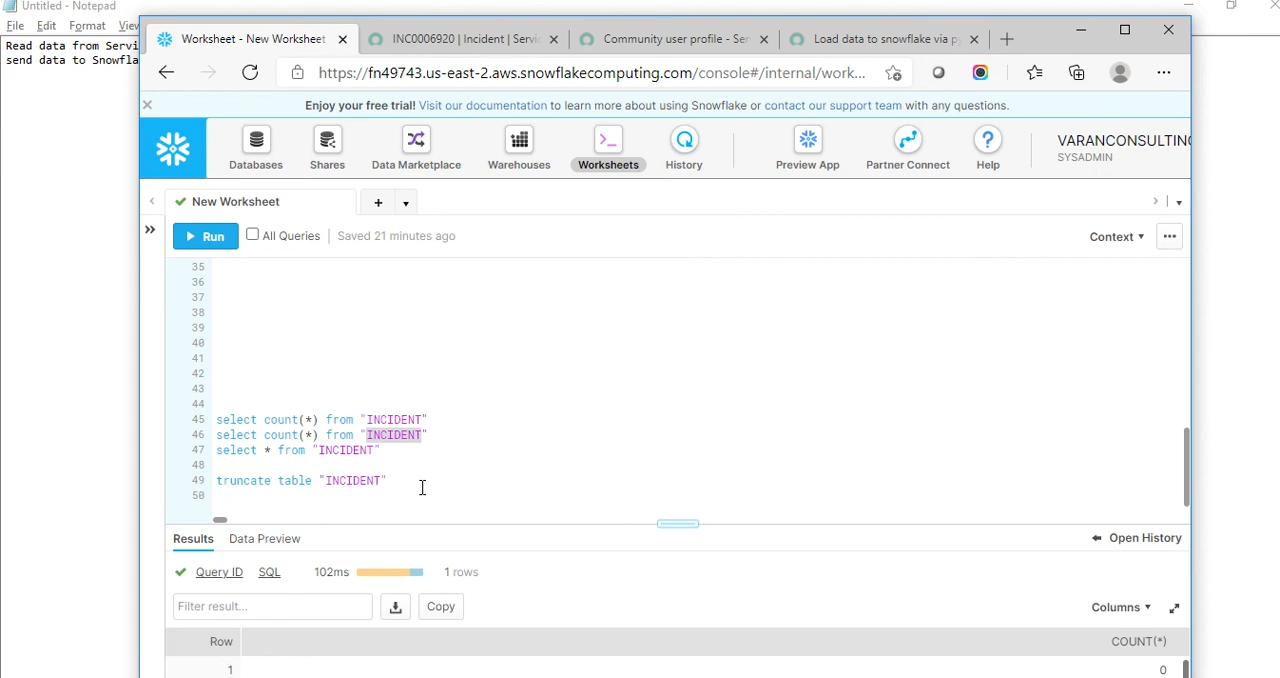 Untitled - Notepad
File Edit Format View
Read data from Servi
send data to Snowfla
Worksheet - New Worksheet
INC0006920 | Incident | Servic
Community user profile - Ser
Load data to snowflake via py
https://fn49743.us-east-2.aws.snowflakecomputing.com/console#/internal/work...
Enjoy your free trial! Visit our documentation to learn more about using Snowflake or contact our support team with any questions.
Databases
Shares
Data Marketplace
Warehouses
Worksheets
History
Preview App
Partner Connect
Help
VARANCONSULTING
SYSADMIN
New Worksheet
Run
All Queries
Saved 21 minutes ago
Context
35
36
37
38
39
40
41
42
43
44
45 select count(*) from "INCIDENT"
46 select count(*) from "INCIDENT"
47 select * from "INCIDENT"
48
49 truncate table "INCIDENT"
50
Results Data Preview
Open History
Query ID SQL 102ms 1 rows
Filter result...
Copy
Columns
Row COUNT(*)
1 0